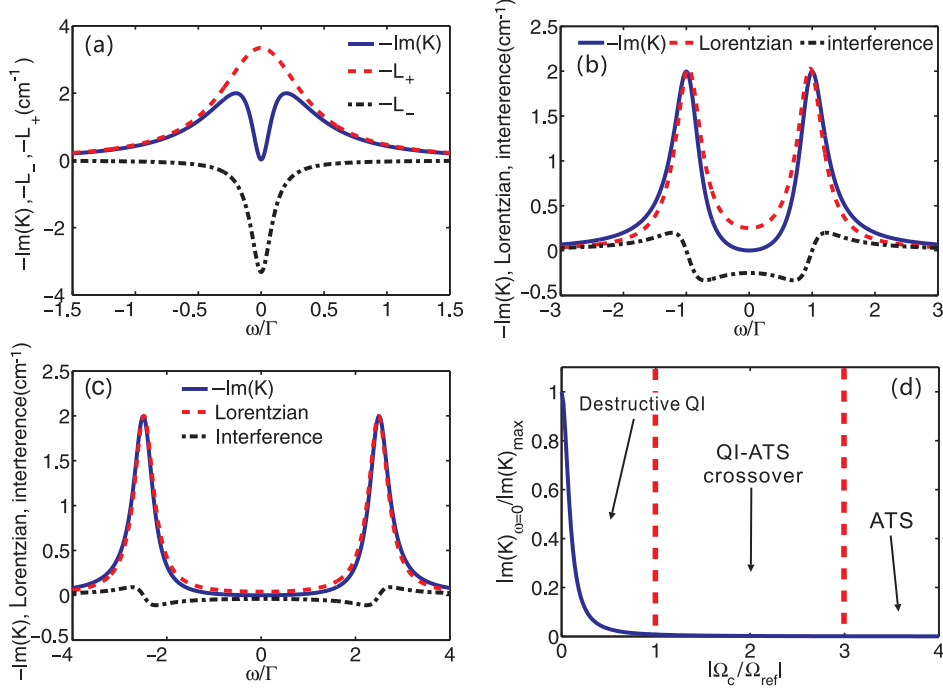 (a)
−Im(K)
−L₊
−L₋
−Im(K), −L₋, −L₊(cm⁻¹)
4
2
0
−2
−4
−1.5
−1
-0.5
0
0.5
1
1.5
ω/Γ
(b)
−Im(K)
Lorentzian
interference
−Im(K), Lorentzian, interference(cm⁻¹)
2.5
2
1.5
1
0.5
0
−0.5
−3
−2
−1
0
1
2
3
ω/Γ
(c)
−Im(K)
Lorentzian
Interference
−Im(K), Lorentzian, interference(cm⁻¹)
2.5
2
1.5
1
0.5
0
−0.5
−4
−2
0
2
4
ω/Γ
(d)
Destructive QI
QI-ATS
crossover
ATS
Im(K)ω=0/Im(K)max
1
0.8
0.6
0.4
0.2
0
0
1
2
3
4
|Ωc/Ωref|